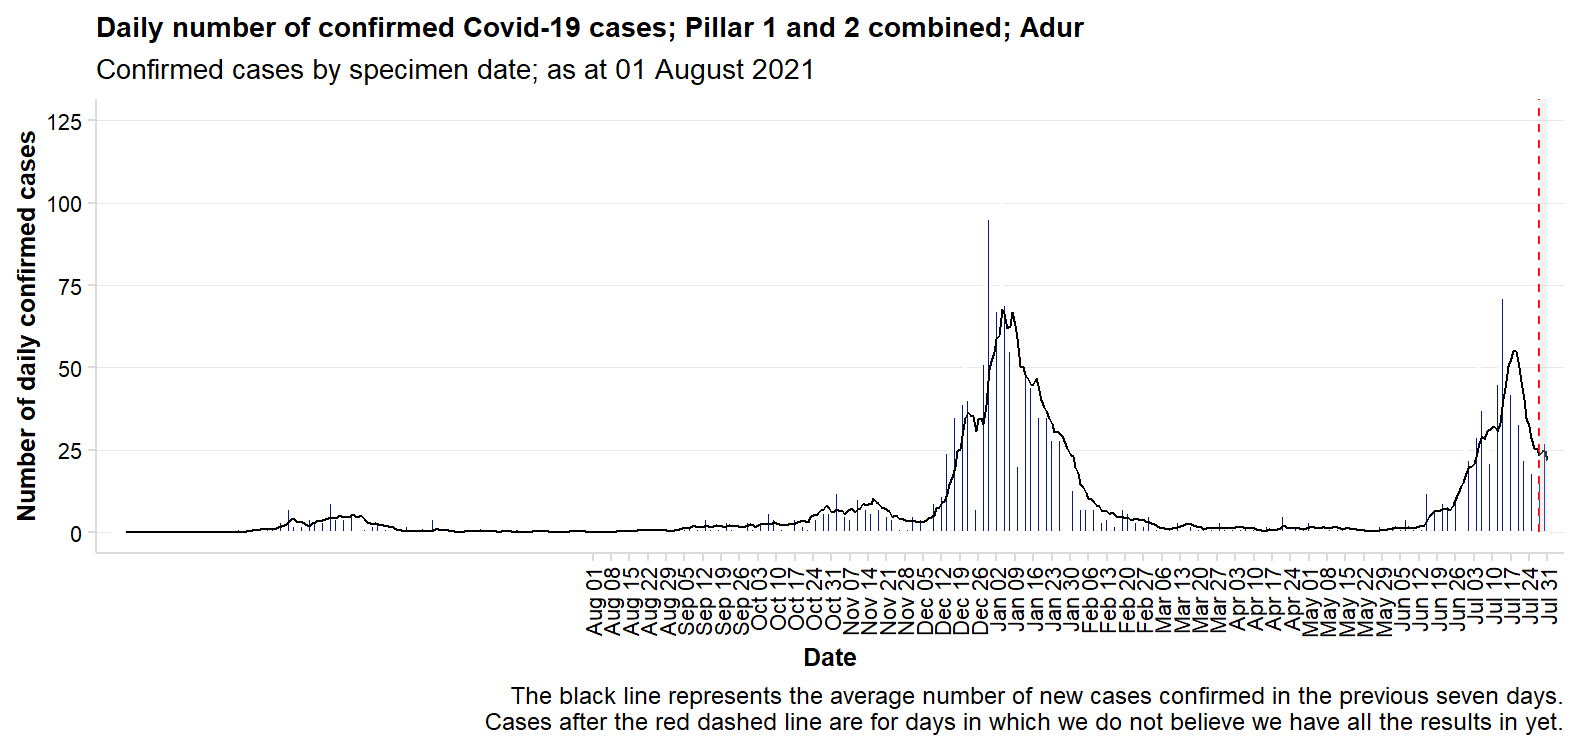 Daily number of confirmed Covid-19 cases; Pillar 1 and 2 combined; Adur
Confirmed cases by specimen date; as at 01 August 2021
Number of daily confirmed cases
125
100
75
50
25
0
Aug 01
Aug 08
Aug 15
Aug 22
Aug 29
Sep 05
Sep 12
Sep 19
Sep 26
Oct 03
Oct 10
Oct 17
Oct 24
Oct 31
Nov 07
Nov 14
Nov 21
Nov 28
Dec 05
Dec 12
Dec 19
Dec 26
Jan 02
Jan 09
Jan 16
Jan 23
Jan 30
Feb 06
Feb 13
Feb 20
Feb 27
Mar 06
Mar 13
Mar 20
Mar 27
Apr 03
Apr 10
Apr 17
Apr 24
May 01
May 08
May 15
May 22
May 29
Jun 05
Jun 12
Jun 19
Jun 26
Jul 03
Jul 10
Jul 17
Jul 24
Jul 31
Date
The black line represents the average number of new cases confirmed in the previous seven days.
Cases after the red dashed line are for days in which we do not believe we have all the results in yet.